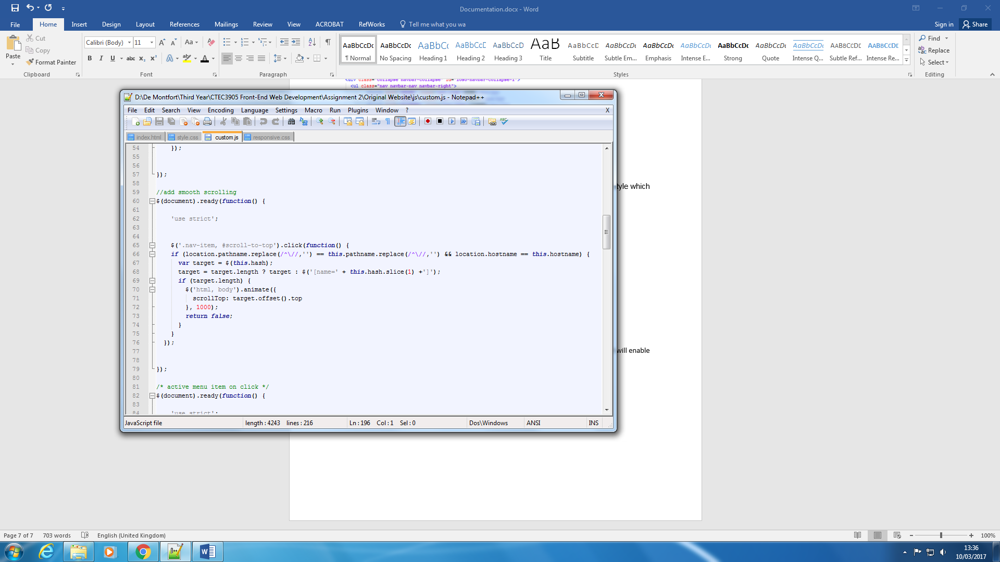 Documentation.docx - Word
File Home Insert Design Layout References Mailings Review View ACROBAT RefWorks Tell me what you wa Sign in Share
Paste Cut Copy Format Painter
Calibri (Body) 11
AaBbCcDc AaBbCcDc AaBbC( AaBbCcD AaBbCcD AaB AaBbCcD AaBbCcDc AaBbCcDc AaBbCcDc AaBbCcDc AaBbCcDc AaBbCcDc AABBCCDD AABBCCDE
¶ Normal No Spacing Heading 1 Heading 2 Heading 3 Title Subtitle Subtle Em... Emphasis Intense E... Strong Quote Intense Q... Subtle Ref... Intense Re...
Find
Replace
Select
Clipboard Font Paragraph Styles Editing
<div class="collapse navbar-collapse" id="loso-navbar-collapse-1">
<ul class="nav navbar-nav navbar-right">
D:\De Montfort\Third Year\CTEC3905 Front-End Web Development\Assignment 2\Original Website\js\custom.js - Notepad++
File Edit Search View Encoding Language Settings Macro Run Plugins Window ? X
index.html style.css custom.js responsive.css
54 });
55
56
57 });
58
59 //add smooth scrolling
60 $(document).ready(function() {
61
62 'use strict';
63
64
65 $('.nav-item, #scroll-to-top').click(function() {
66 if (location.pathname.replace(/^\//,'') == this.pathname.replace(/^\//,'') && location.hostname == this.hostname) {
67 var target = $(this.hash);
68 target = target.length ? target : $('[name=' + this.hash.slice(1) +']');
69 if (target.length) {
70 $('html, body').animate({
71 scrollTop: target.offset().top
72 }, 1000);
73 return false;
74 }
75 }
76 });
77
78
79 });
80
81 /* active menu item on click */
82 $(document).ready(function() {
83
84 'use strict';
JavaScript file length : 4243 lines : 216 Ln : 196 Col : 1 Sel : 0 Dos\Windows ANSI INS
tyle which
will enable
Page 7 of 7 703 words English (United Kingdom) 100%
13:36
10/03/2017